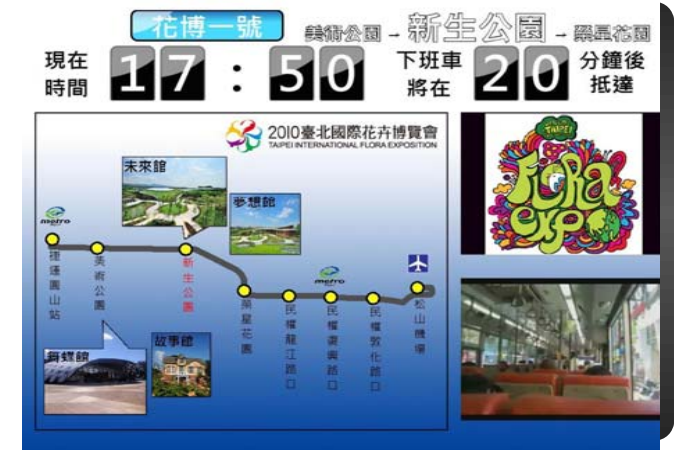 花博一號
美術公園 → 新生公園 → 榮星花園
現在時間
17:50
下班車將在
20
分鐘後抵達
2010臺北國際花卉博覽會
TAIPEI INTERNATIONAL FLORA EXPOSITION
未來館
夢想館
metro
捷運圓山站
美術公園
新生公園
榮星花園
民權龍江路口
metro
民權復興路口
民權敦化路口
松山機場
舞蝶館
故事館
TAIPEI
FLORA
expo